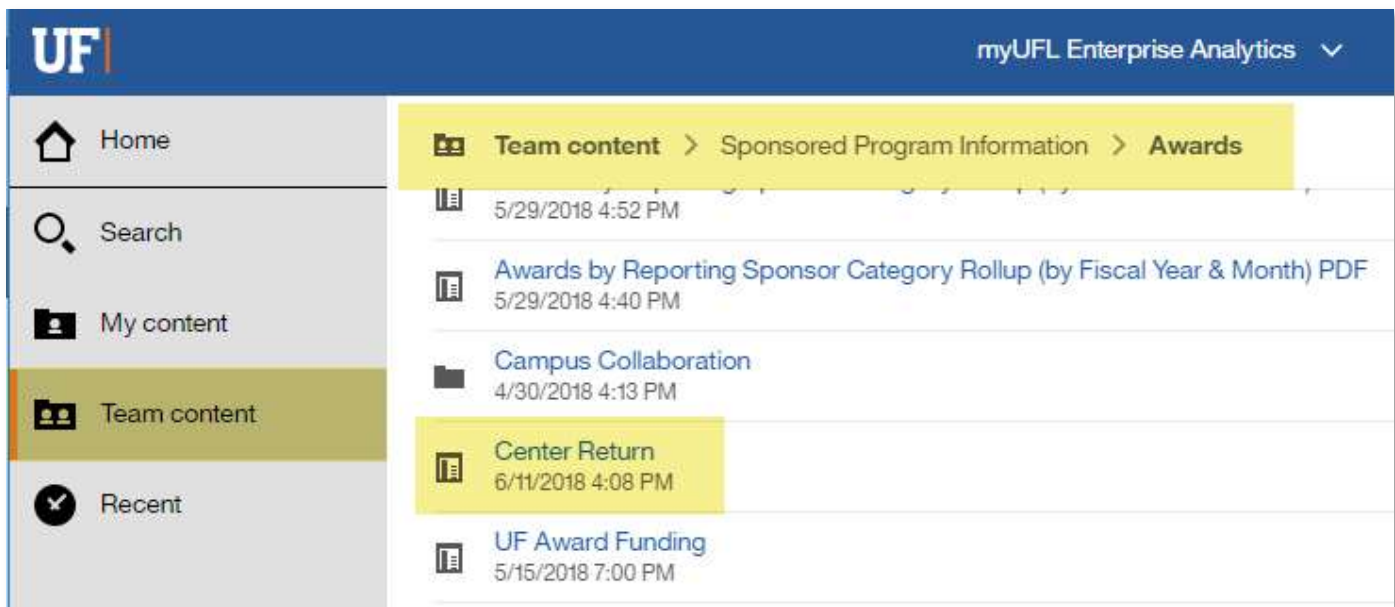 UF
myUFL Enterprise Analytics
Home
Search
My content
Team content
Recent
Team content > Sponsored Program Information > Awards
5/29/2018 4:52 PM
Awards by Reporting Sponsor Category Rollup (by Fiscal Year & Month) PDF
5/29/2018 4:40 PM
Campus Collaboration
4/30/2018 4:13 PM
Center Return
6/11/2018 4:08 PM
UF Award Funding
5/15/2018 7:00 PM